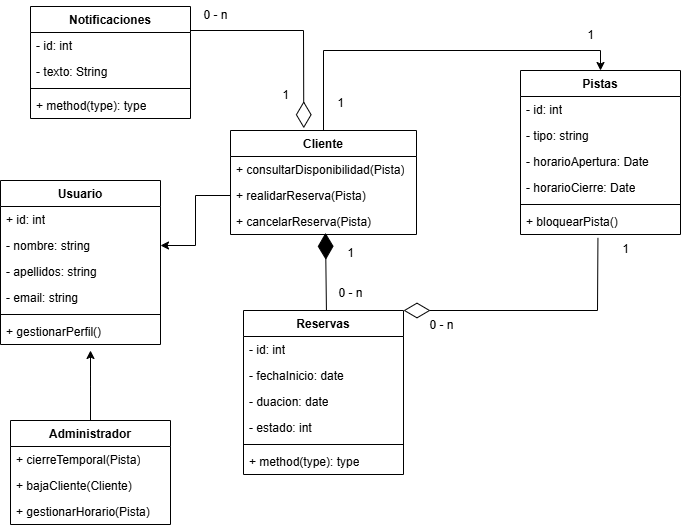 Notificaciones
- id: int
- texto: String
+ method(type): type
0 - n
1
1
1
Pistas
- id: int
- tipo: string
- horarioApertura: Date
- horarioCierre: Date
+ bloquearPista()
1
Cliente
+ consultarDisponibilidad(Pista)
+ realidarReserva(Pista)
+ cancelarReserva(Pista)
1
0 - n
0 - n
Usuario
+ id: int
- nombre: string
- apellidos: string
- email: string
+ gestionarPerfil()
Reservas
- id: int
- fechaInicio: date
- duacion: date
- estado: int
+ method(type): type
Administrador
+ cierreTemporal(Pista)
+ bajaCliente(Cliente)
+ gestionarHorario(Pista)